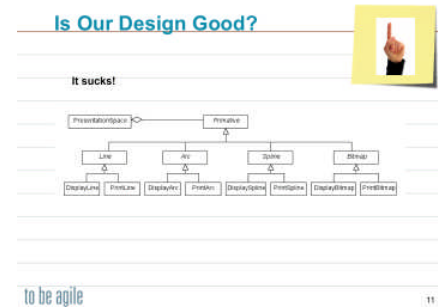 Is Our Design Good?
It sucks!
PresentationSpace
Primative
Line
Arc
Spline
Bitmap
DisplayLine
PrintLine
DisplayArc
PrintArc
DisplaySpline
PrintSpline
DisplayBitmap
PrintBitmap
to be agile
11